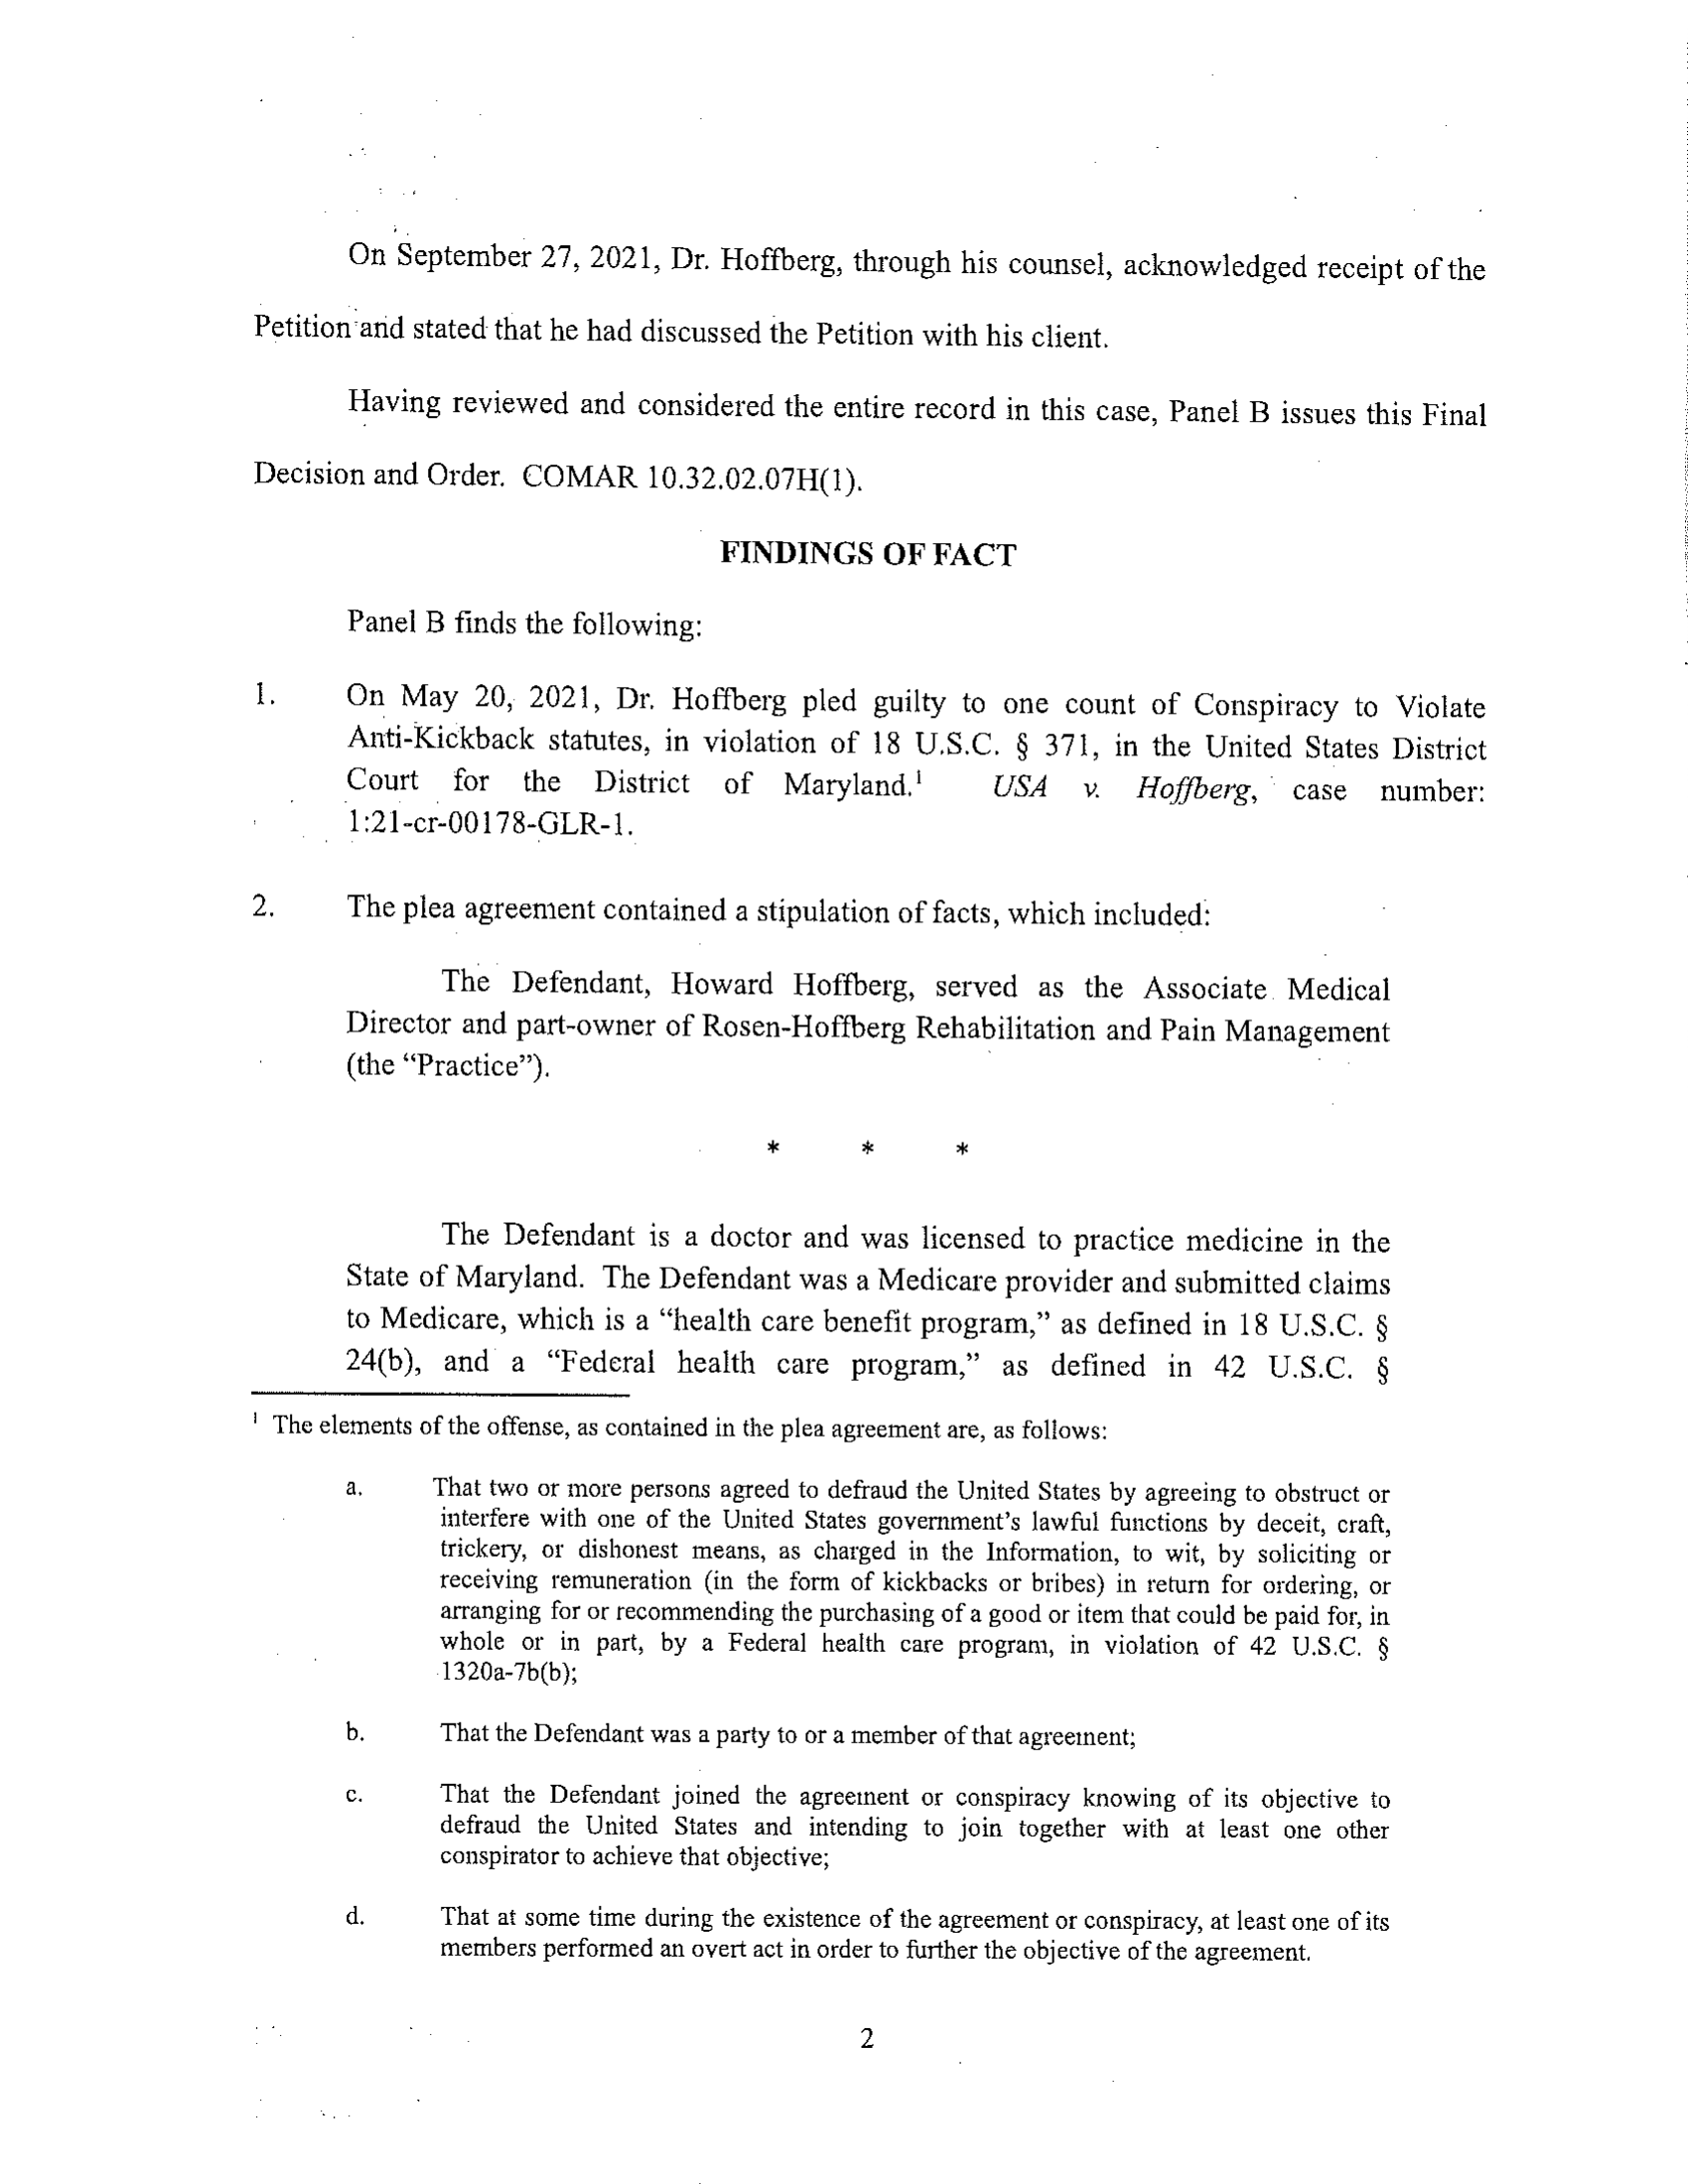 On September 27, 2021, Dr. Hoffberg, through his counsel, acknowledged receipt of the
Petition and stated that he had discussed the Petition with his client.
Having reviewed and considered the entire record in this case, Panel B issues this Final
Decision and Order. COMAR 10.32.02.07H(1).
FINDINGS OF FACT
Panel B finds the following:
1. On May 20, 2021, Dr. Hoffberg pled guilty to one count of Conspiracy to Violate
Anti-Kickback statutes, in violation of 18 U.S.C. § 371, in the United States District
Court for the District of Maryland.¹ USA v. Hoffberg, case number:
1:21-cr-00178-GLR-1.
2. The plea agreement contained a stipulation of facts, which included:
The Defendant, Howard Hoffberg, served as the Associate Medical
Director and part-owner of Rosen-Hoffberg Rehabilitation and Pain Management
(the “Practice”).
* * *
The Defendant is a doctor and was licensed to practice medicine in the
State of Maryland. The Defendant was a Medicare provider and submitted claims
to Medicare, which is a “health care benefit program,” as defined in 18 U.S.C. §
24(b), and a “Federal health care program,” as defined in 42 U.S.C. §
¹ The elements of the offense, as contained in the plea agreement are, as follows:
a. That two or more persons agreed to defraud the United States by agreeing to obstruct or
interfere with one of the United States government’s lawful functions by deceit, craft,
trickery, or dishonest means, as charged in the Information, to wit, by soliciting or
receiving remuneration (in the form of kickbacks or bribes) in return for ordering, or
arranging for or recommending the purchasing of a good or item that could be paid for, in
whole or in part, by a Federal health care program, in violation of 42 U.S.C. §
1320a-7b(b);
b. That the Defendant was a party to or a member of that agreement;
c. That the Defendant joined the agreement or conspiracy knowing of its objective to
defraud the United States and intending to join together with at least one other
conspirator to achieve that objective;
d. That at some time during the existence of the agreement or conspiracy, at least one of its
members performed an overt act in order to further the objective of the agreement.
2